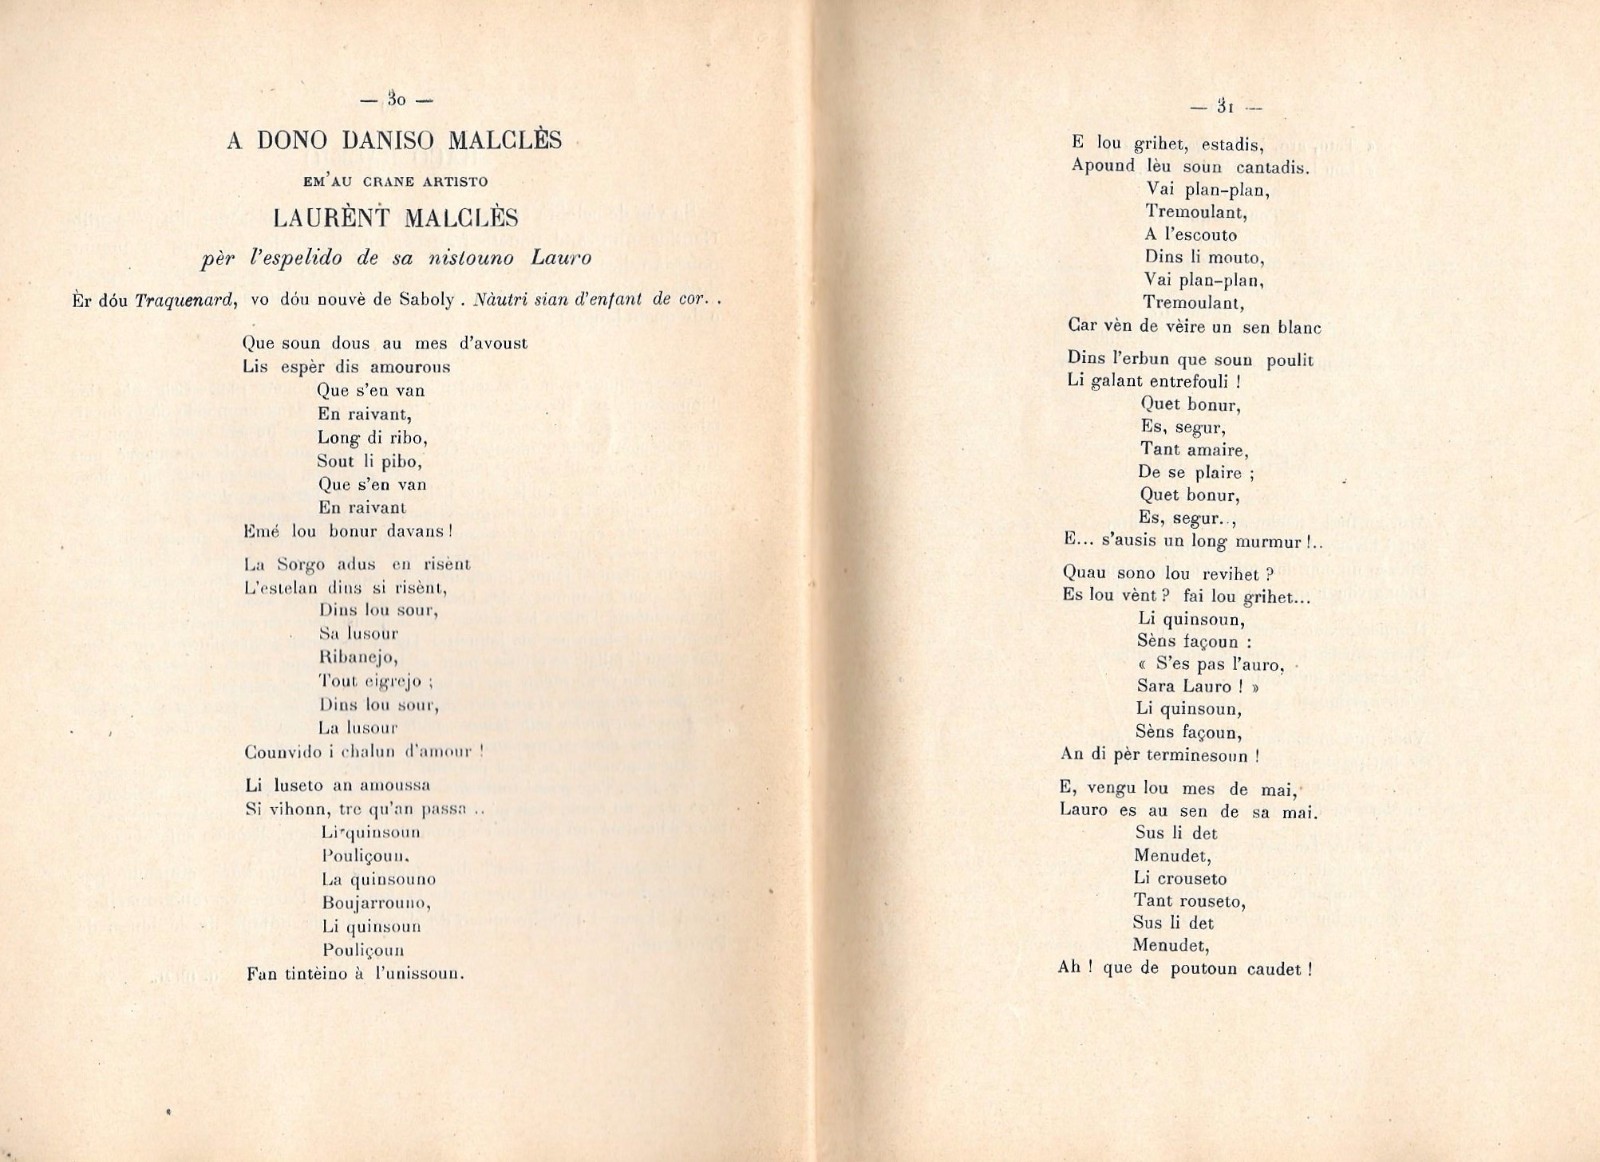 — 30 —
A DONO DANISO MALCLÈS
EM'AU CRANE ARTISTO
LAURÈNT MALCLÈS
pèr l'espelido de sa nistouno Lauro
Èr dóu Traquenard, vo dóu nouvè de Saboly . Nàutri sian d'enfant de cor. .
Que soun dous au mes d'avoust
Lis espèr dis amourous
Que s'en van
En raivant,
Long di ribo,
Sout li pibo,
Que s'en van
En raivant
Emé lou bonur davans !
La Sorgo adus en risènt
L'estelan dins si risènt,
Dins lou sour,
Sa lusour
Ribanejo,
Tout eigrejo ;
Dins lou sour,
La lusour
Counvido i chalun d'amour !
Li luseto an amoussa
Si vihoun, tre qu'an passa ..
Li quinsoun
Pouliçoun.
La quinsouno
Boujarrouno,
Li quinsoun
Pouliçoun
Fan tintèino à l'unissoun.
— 31 —
E lou grihet, estadis,
Apound lèu soun cantadis.
Vai plan-plan,
Tremoulant,
A l'escouto
Dins li mouto,
Vai plan-plan,
Tremoulant,
Car vèn de vèire un sen blanc
Dins l'erbun que soun poulit
Li galant entrefouli !
Quet bonur,
Es, segur,
Tant amaire,
De se plaire ;
Quet bonur,
Es, segur..,
E... s'ausis un long murmur !..
Quau sono lou revihet ?
Es lou vènt ? fai lou grihet...
Li quinsoun,
Sèns façoun :
« S'es pas l'auro,
Sara Lauro ! »
Li quinsoun,
Sèns façoun,
An di pèr terminesoun !
E, vengu lou mes de mai,
Lauro es au sen de sa mai.
Sus li det
Menudet,
Li crouseto
Tant rouseto,
Sus li det
Menudet,
Ah ! que de poutoun caudet !